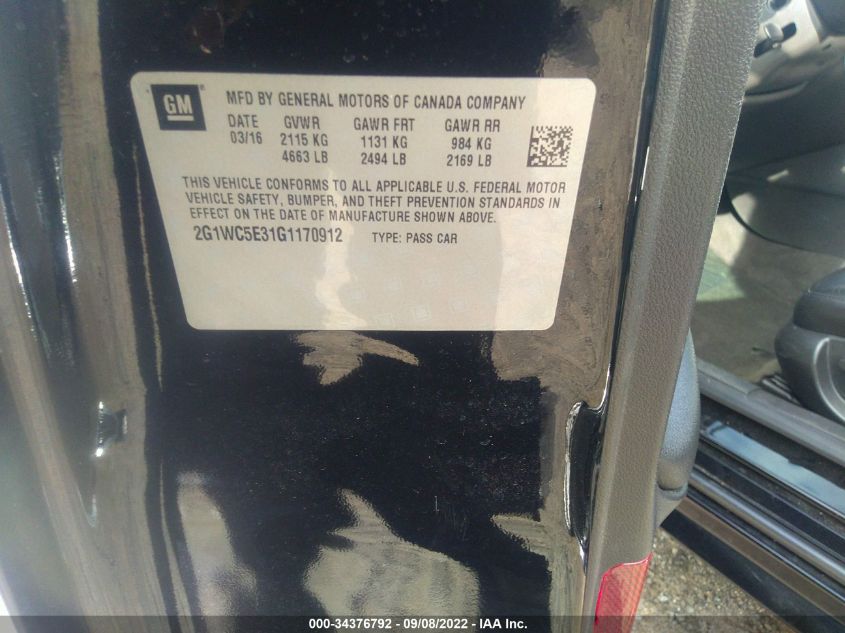 GM
MFD BY GENERAL MOTORS OF CANADA COMPANY
DATE GVWR GAWR FRT GAWR RR
03/16 2115 KG 1131 KG 984 KG
4663 LB 2494 LB 2169 LB
THIS VEHICLE CONFORMS TO ALL APPLICABLE U.S. FEDERAL MOTOR
VEHICLE SAFETY, BUMPER, AND THEFT PREVENTION STANDARDS IN
EFFECT ON THE DATE OF MANUFACTURE SHOWN ABOVE.
2G1WC5E31G1170912 TYPE: PASS CAR
000-34376792 - 09/08/2022 - IAA Inc.